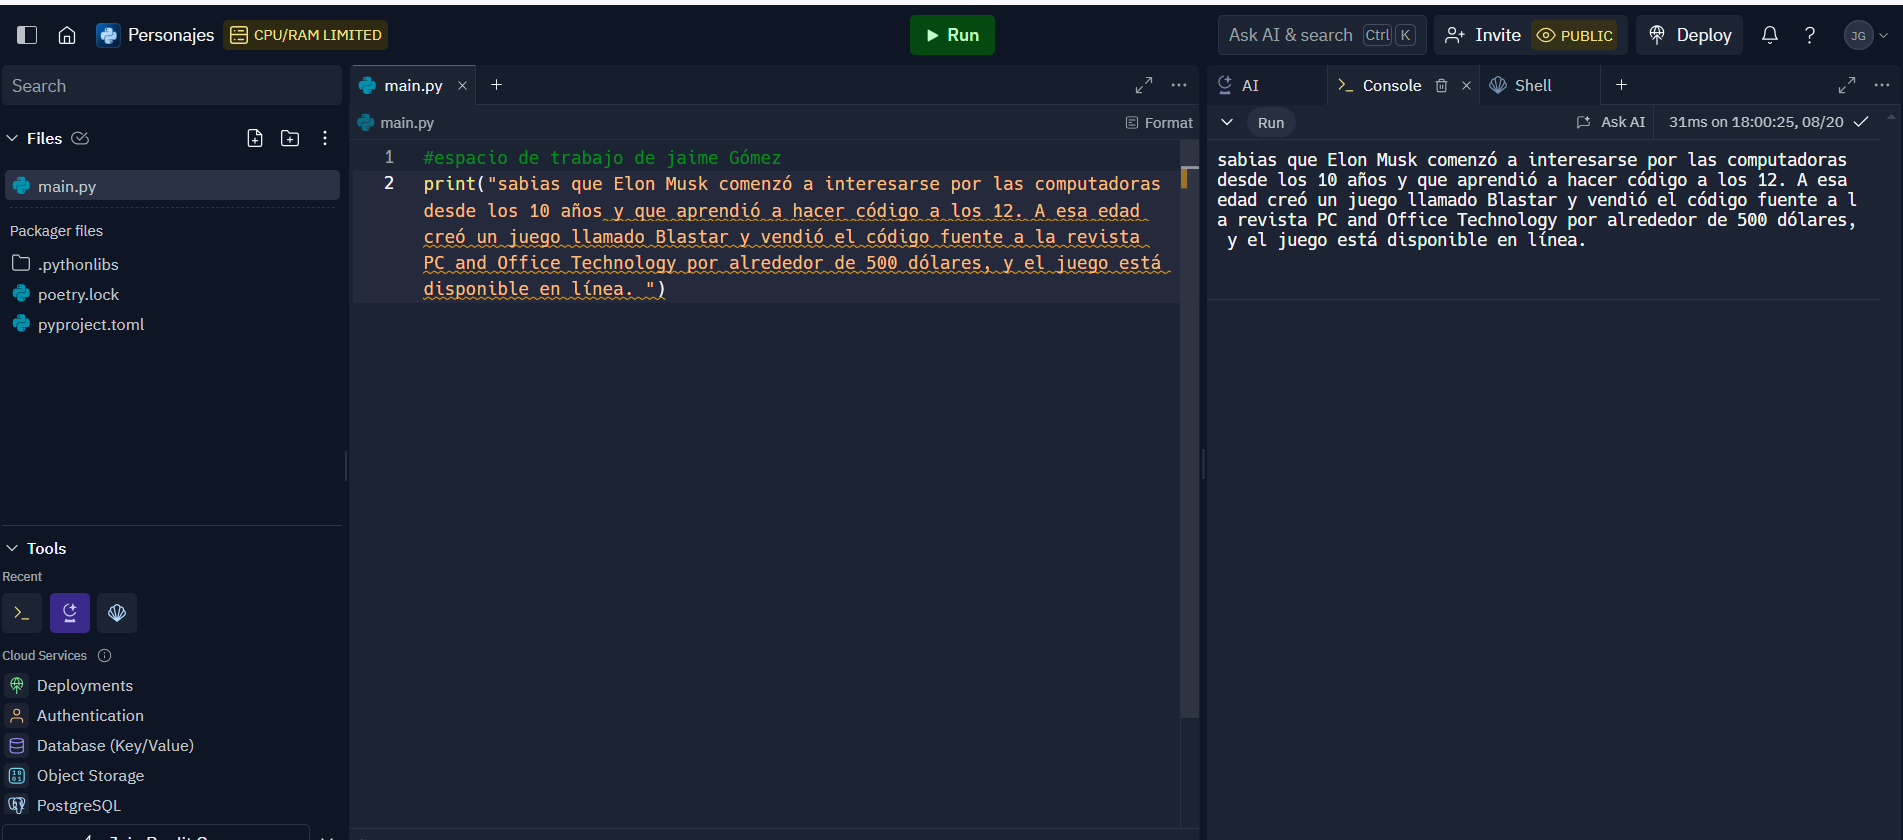 Personajes CPU/RAM LIMITED Run Ask AI & search Ctrl K Invite PUBLIC Deploy ? JG
Search
Files
main.py
Packager files
.pythonlibs
poetry.lock
pyproject.toml
Tools
Recent
Cloud Services
Deployments
Authentication
Database (Key/Value)
Object Storage
PostgreSQL
main.py
main.py Format
1 #espacio de trabajo de jaime Gómez
2 print("sabias que Elon Musk comenzó a interesarse por las computadoras
desde los 10 años y que aprendió a hacer código a los 12. A esa edad
creó un juego llamado Blastar y vendió el código fuente a la revista
PC and Office Technology por alrededor de 500 dólares, y el juego está
disponible en línea. ")
AI Console Shell
Run Ask AI 31ms on 18:00:25, 08/20
sabias que Elon Musk comenzó a interesarse por las computadoras
desde los 10 años y que aprendió a hacer código a los 12. A esa
edad creó un juego llamado Blastar y vendió el código fuente a l
a revista PC and Office Technology por alrededor de 500 dólares,
y el juego está disponible en línea.